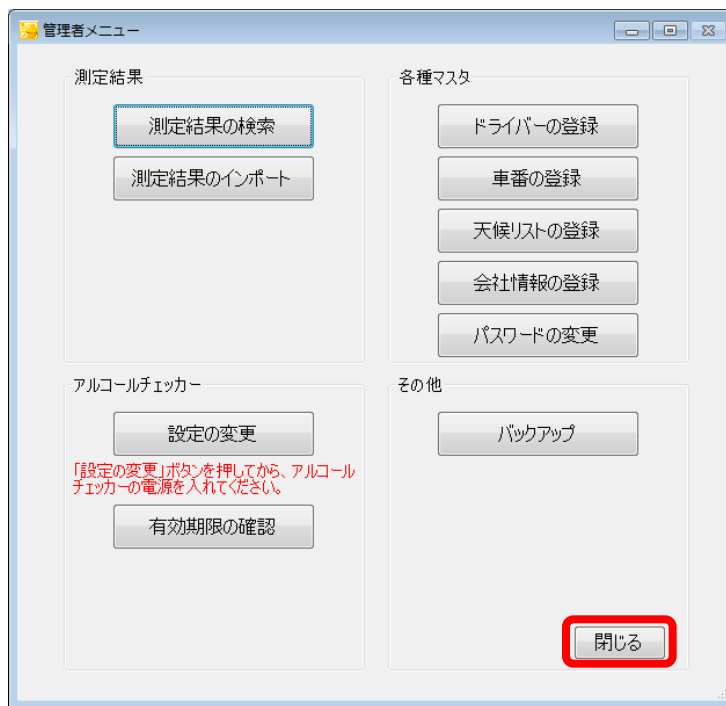 管理者メニュー
測定結果
測定結果の検索
測定結果のインポート
各種マスタ
ドライバーの登録
車番の登録
天候リストの登録
会社情報の登録
パスワードの変更
アルコールチェッカー
設定の変更
「設定の変更」ボタンを押してから、アルコール
チェッカーの電源を入れてください。
有効期限の確認
その他
バックアップ
閉じる